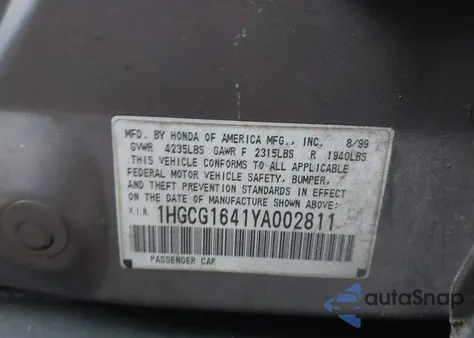 MFD. BY HONDA OF AMERICA MFG., INC. 8/99
GVWR 4235LBS GAWR F 2315LBS R 1940LBS
THIS VEHICLE CONFORMS TO ALL APPLICABLE
FEDERAL MOTOR VEHICLE SAFETY, BUMPER,
AND THEFT PREVENTION STANDARDS IN EFFECT
ON THE DATE OF MANUFACTURE SHOWN ABOVE.
V.I.N. 1HGCG1641YA002811
PASSENGER CAR
autoSnap